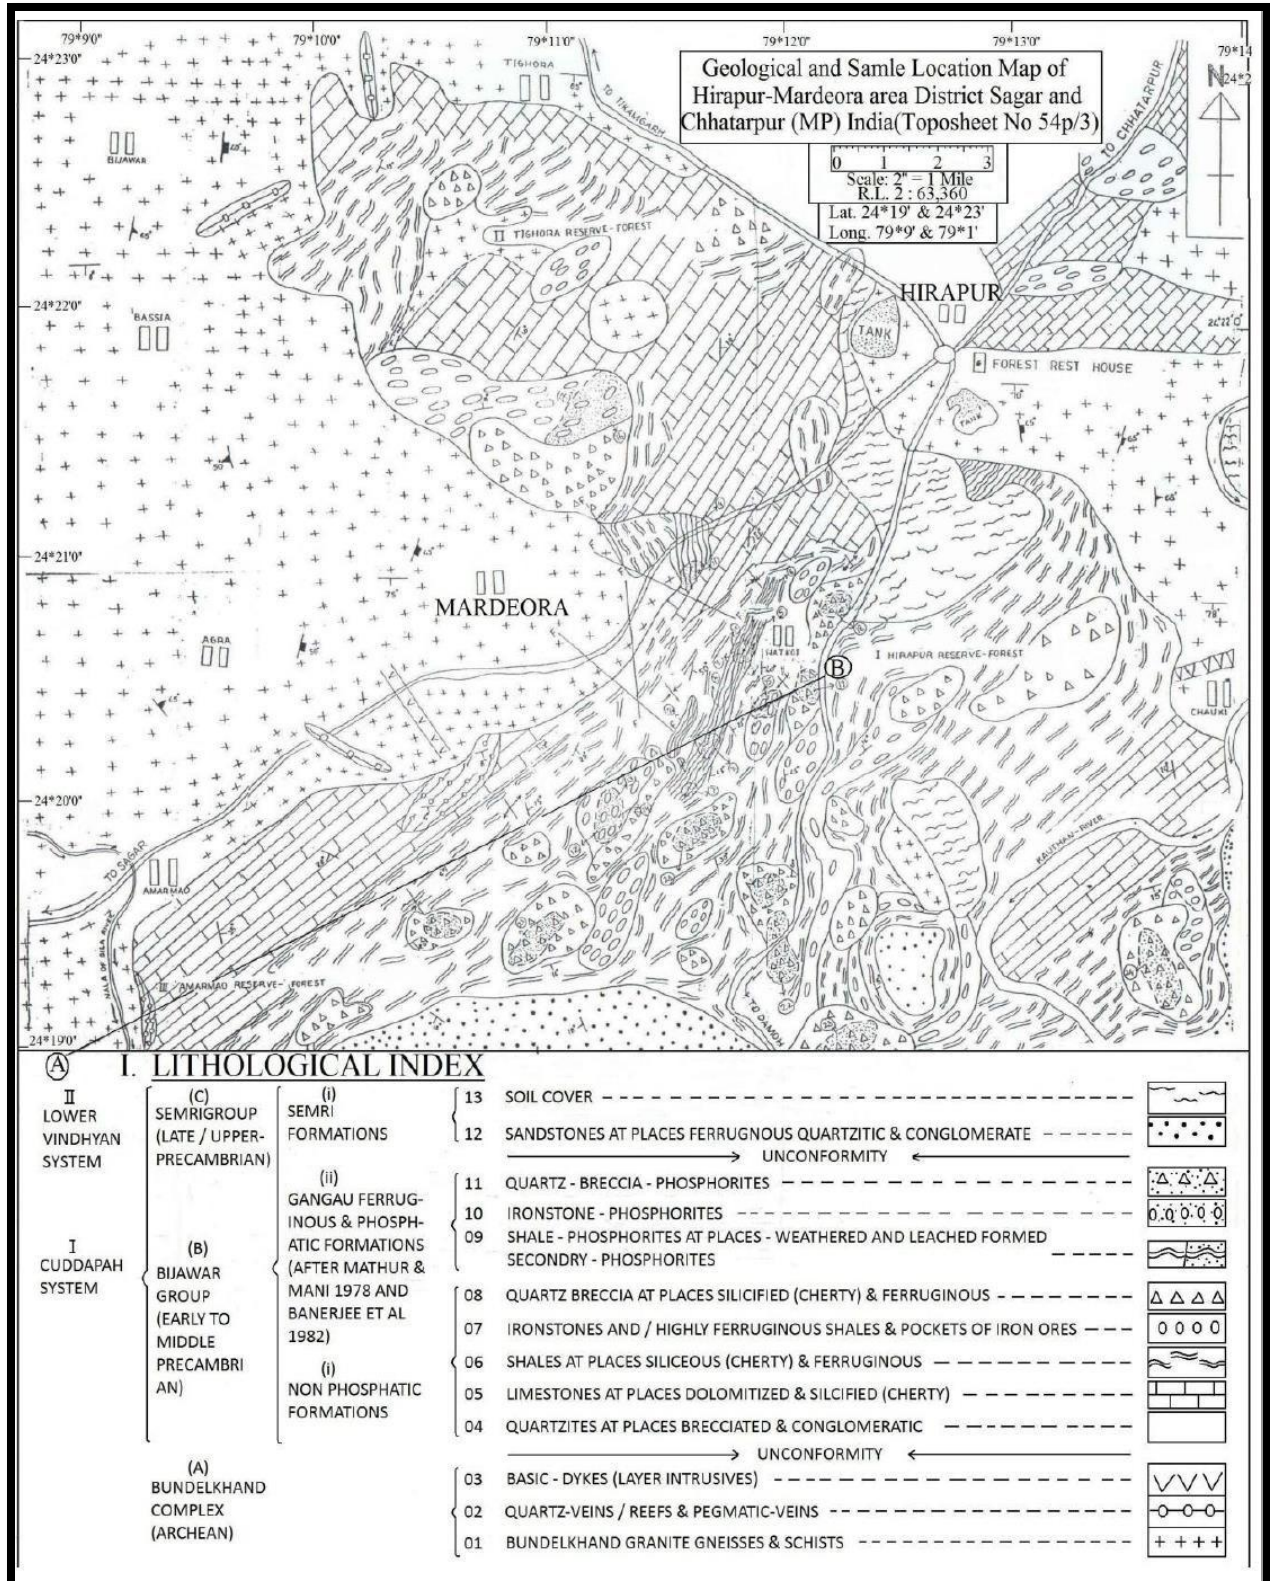 79*9'0"
79*10'0"
79*11'0"
79*12'0"
79*13'0"
79*14
24*23'0"
N
24*2
Geological and Samle Location Map of
Hirapur-Mardeora area District Sagar and
Chhatarpur (MP) India(Toposheet No 54p/3)
0 1 2 3
Scale: 2" = 1 Mile
R.L. 2 : 63,360
Lat. 24*19' & 24*23'
Long. 79*9' & 79*1'
TIGHORA
TO TIKAMGARH
TO CHHATARPUR
BIJAWAR
II TIGHORA RESERVE-FOREST
24*22'0"
HIRAPUR
BASSIA
TANK
FOREST REST HOUSE
TANK
24*21'0"
MARDEORA
AGRA
I HIRAPUR RESERVE-FOREST
B
CHAUKI
24*20'0"
TO SAGAR
AMARMAO
III AMARMAO RESERVE-FOREST
TO DAMOH
24*19'0"
A
I. LITHOLOGICAL INDEX
II
LOWER
VINDHYAN
SYSTEM
I
CUDDAPAH
SYSTEM
(C)
SEMRIGROUP
(LATE / UPPER-
PRECAMBRIAN)
(B)
BIJAWAR
GROUP
(EARLY TO
MIDDLE
PRECAMBRI
AN)
(A)
BUNDELKHAND
COMPLEX
(ARCHEAN)
(i)
SEMRI
FORMATIONS
(ii)
GANGAU FERRUG-
INOUS & PHOSPH-
ATIC FORMATIONS
(AFTER MATHUR &
MANI 1978 AND
BANERJEE ET AL
1982)
(i)
NON PHOSPHATIC
FORMATIONS
13 SOIL COVER
12 SANDSTONES AT PLACES FERRUGNOUS QUARTZITIC & CONGLOMERATE
UNCONFORMITY
11 QUARTZ - BRECCIA - PHOSPHORITES
10 IRONSTONE - PHOSPHORITES
09 SHALE - PHOSPHORITES AT PLACES - WEATHERED AND LEACHED FORMED
SECONDRY - PHOSPHORITES
08 QUARTZ BRECCIA AT PLACES SILICIFIED (CHERTY) & FERRUGINOUS
07 IRONSTONES AND / HIGHLY FERRUGINOUS SHALES & POCKETS OF IRON ORES
06 SHALES AT PLACES SILICEOUS (CHERTY) & FERRUGINOUS
05 LIMESTONES AT PLACES DOLOMITIZED & SILCIFIED (CHERTY)
04 QUARTZITES AT PLACES BRECCIATED & CONGLOMERATIC
UNCONFORMITY
03 BASIC - DYKES (LAYER INTRUSIVES)
02 QUARTZ-VEINS / REEFS & PEGMATIC-VEINS
01 BUNDELKHAND GRANITE GNEISSES & SCHISTS